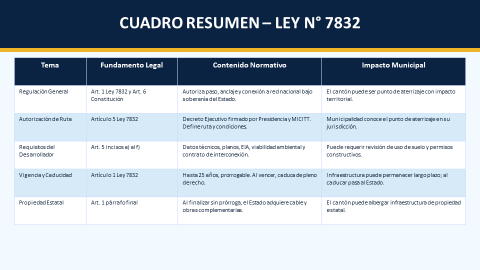 CUADRO RESUMEN – LEY N° 7832
Tema
Fundamento Legal
Contenido Normativo
Impacto Municipal
Regulación General
Art. 1 Ley 7832 y Art. 6
Constitución
Autoriza paso, anclaje y conexión a red nacional bajo
soberanía del Estado.
El cantón puede ser punto de aterrizaje con impacto
territorial.
Autorización de Ruta
Artículo 5 Ley 7832
Decreto Ejecutivo firmado por Presidencia y MICITT.
Define ruta y condiciones.
Municipalidad conoce el punto de aterrizaje en su
jurisdicción.
Requisitos del
Desarrollador
Art. 5 incisos a) al f)
Datos técnicos, planos, EIA, viabilidad ambiental y
contrato de interconexión.
Puede requerir revisión de uso de suelo y permisos
constructivos.
Vigencia y Caducidad
Artículo 1 Ley 7832
Hasta 25 años, prorrogable. Al vencer, caduca de pleno
derecho.
Infraestructura puede permanecer largo plazo; al
caducar pasa al Estado.
Propiedad Estatal
Art. 1 párrafo final
Al finalizar sin prórroga, el Estado adquiere cable y
obras complementarias.
El cantón puede albergar infraestructura de propiedad
estatal.